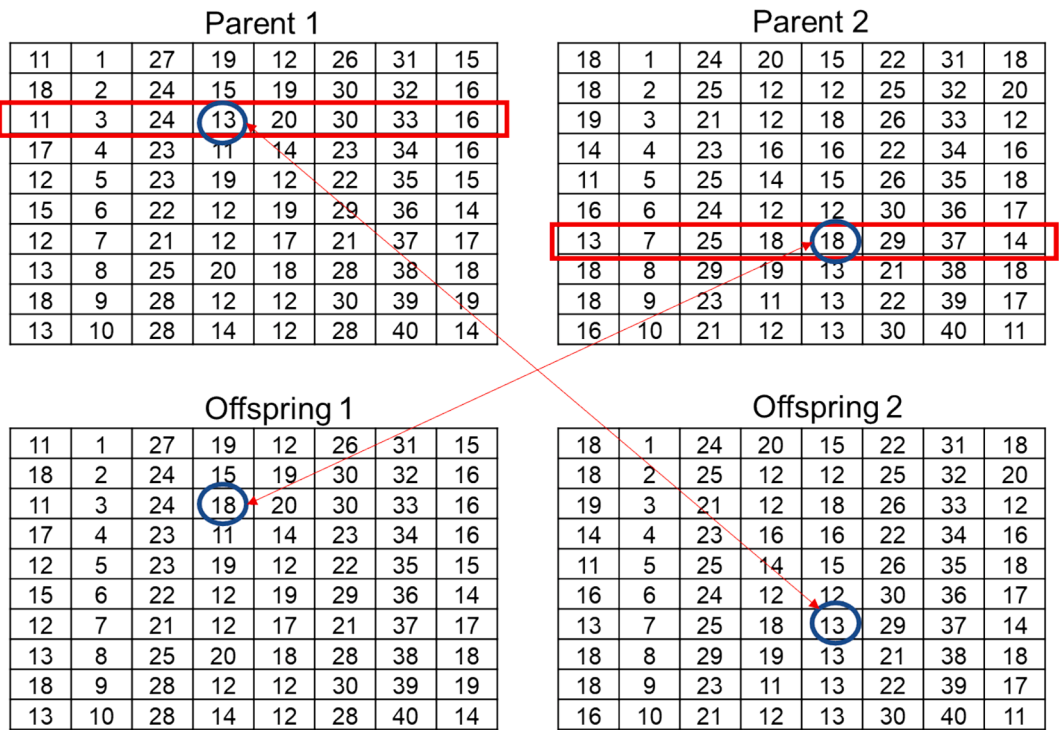 Parent 1
11 1 27 19 12 26 31 15
18 2 24 15 19 30 32 16
11 3 24 13 20 30 33 16
17 4 23 11 14 23 34 16
12 5 23 19 12 22 35 15
15 6 22 12 19 29 36 14
12 7 21 12 17 21 37 17
13 8 25 20 18 28 38 18
18 9 28 12 12 30 39 19
13 10 28 14 12 28 40 14
Parent 2
18 1 24 20 15 22 31 18
18 2 25 12 12 25 32 20
19 3 21 12 18 26 33 12
14 4 23 16 16 22 34 16
11 5 25 14 15 26 35 18
16 6 24 12 12 30 36 17
13 7 25 18 18 29 37 14
18 8 29 19 13 21 38 18
18 9 23 11 13 22 39 17
16 10 21 12 13 30 40 11
Offspring 1
11 1 27 19 12 26 31 15
18 2 24 15 19 30 32 16
11 3 24 18 20 30 33 16
17 4 23 11 14 23 34 16
12 5 23 19 12 22 35 15
15 6 22 12 19 29 36 14
12 7 21 12 17 21 37 17
13 8 25 20 18 28 38 18
18 9 28 12 12 30 39 19
13 10 28 14 12 28 40 14
Offspring 2
18 1 24 20 15 22 31 18
18 2 25 12 12 25 32 20
19 3 21 12 18 26 33 12
14 4 23 16 16 22 34 16
11 5 25 14 15 26 35 18
16 6 24 12 12 30 36 17
13 7 25 18 13 29 37 14
18 8 29 19 13 21 38 18
18 9 23 11 13 22 39 17
16 10 21 12 13 30 40 11